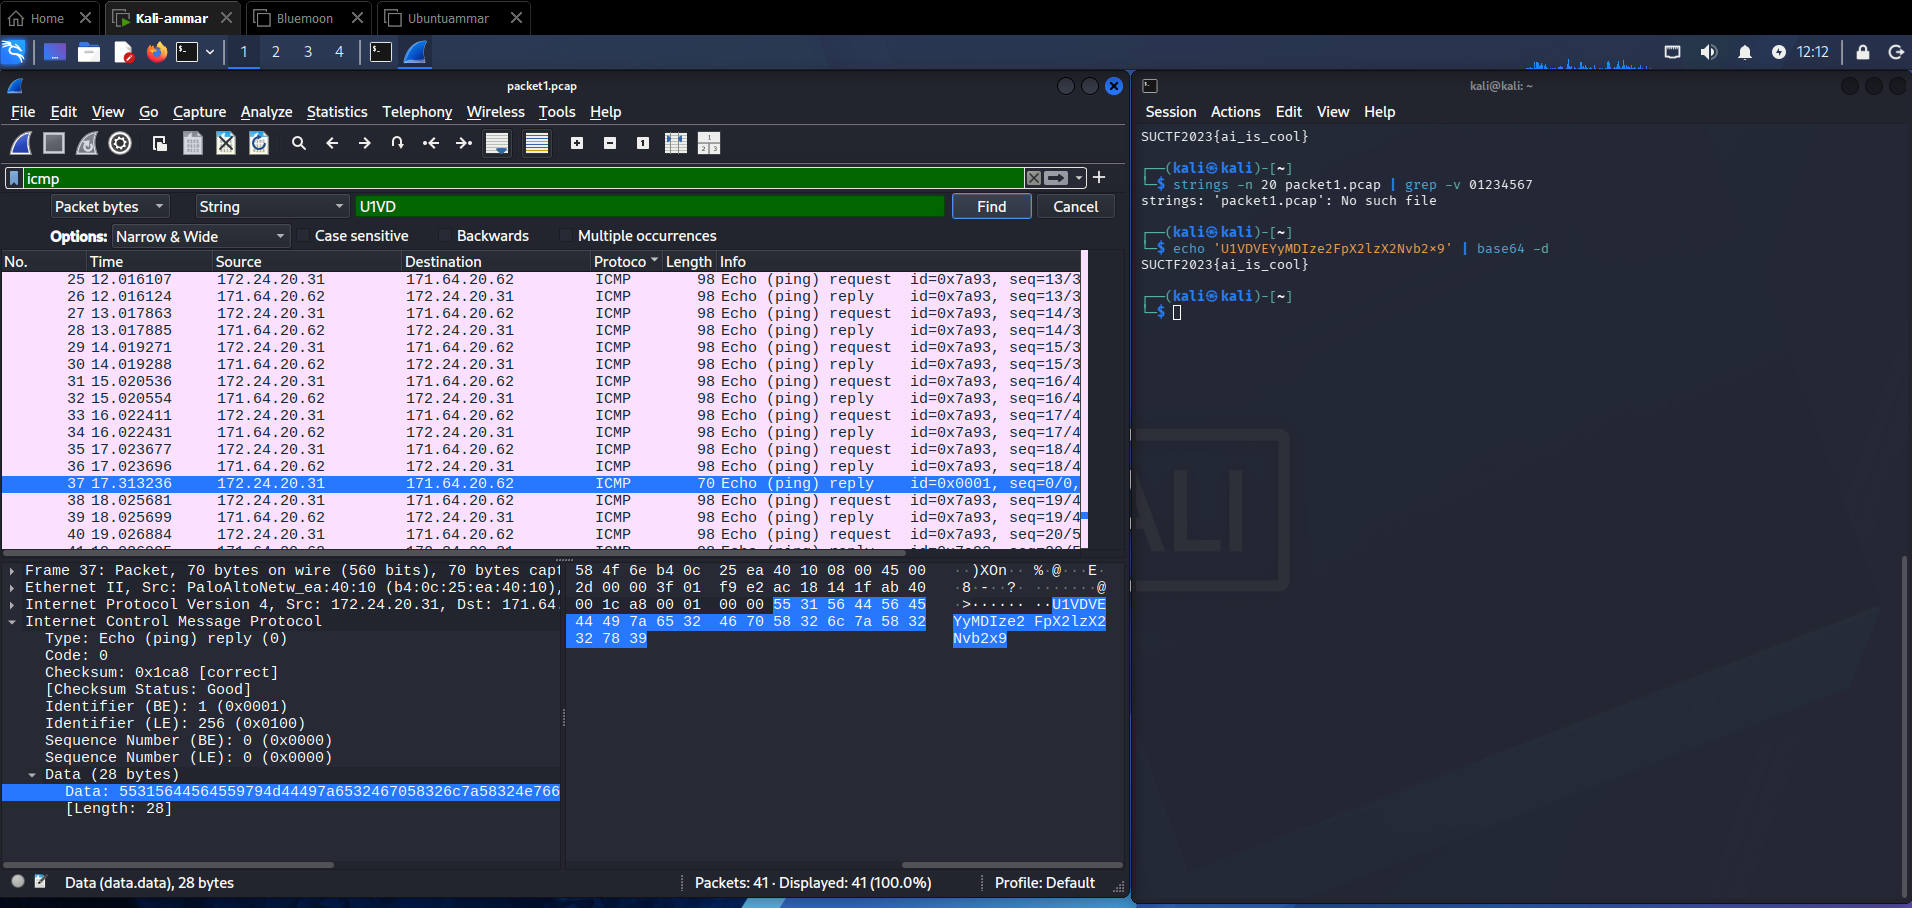 Home
Kali-ammar
Bluemoon
Ubuntuammar
1 2 3 4
12:12
packet1.pcap
File Edit View Go Capture Analyze Statistics Telephony Wireless Tools Help
icmp
Packet bytes String U1VD Find Cancel
Options: Narrow & Wide Case sensitive Backwards Multiple occurrences
No. Time Source Destination Protoco Length Info
25 12.016107 172.24.20.31 171.64.20.62 ICMP 98 Echo (ping) request id=0x7a93, seq=13/3
26 12.016124 171.64.20.62 172.24.20.31 ICMP 98 Echo (ping) reply id=0x7a93, seq=13/3
27 13.017863 172.24.20.31 171.64.20.62 ICMP 98 Echo (ping) request id=0x7a93, seq=14/3
28 13.017885 171.64.20.62 172.24.20.31 ICMP 98 Echo (ping) reply id=0x7a93, seq=14/3
29 14.019271 172.24.20.31 171.64.20.62 ICMP 98 Echo (ping) request id=0x7a93, seq=15/3
30 14.019288 171.64.20.62 172.24.20.31 ICMP 98 Echo (ping) reply id=0x7a93, seq=15/3
31 15.020536 172.24.20.31 171.64.20.62 ICMP 98 Echo (ping) request id=0x7a93, seq=16/4
32 15.020554 171.64.20.62 172.24.20.31 ICMP 98 Echo (ping) reply id=0x7a93, seq=16/4
33 16.022411 172.24.20.31 171.64.20.62 ICMP 98 Echo (ping) request id=0x7a93, seq=17/4
34 16.022431 171.64.20.62 172.24.20.31 ICMP 98 Echo (ping) reply id=0x7a93, seq=17/4
35 17.023677 172.24.20.31 171.64.20.62 ICMP 98 Echo (ping) request id=0x7a93, seq=18/4
36 17.023696 171.64.20.62 172.24.20.31 ICMP 98 Echo (ping) reply id=0x7a93, seq=18/4
37 17.313236 172.24.20.31 171.64.20.62 ICMP 70 Echo (ping) reply id=0x0001, seq=0/0,
38 18.025681 172.24.20.31 171.64.20.62 ICMP 98 Echo (ping) request id=0x7a93, seq=19/4
39 18.025699 171.64.20.62 172.24.20.31 ICMP 98 Echo (ping) reply id=0x7a93, seq=19/4
40 19.026884 172.24.20.31 171.64.20.62 ICMP 98 Echo (ping) request id=0x7a93, seq=20/5
Frame 37: Packet, 70 bytes on wire (560 bits), 70 bytes capt
Ethernet II, Src: PaloAltoNetw_ea:40:10 (b4:0c:25:ea:40:10),
Internet Protocol Version 4, Src: 172.24.20.31, Dst: 171.64.
Internet Control Message Protocol
Type: Echo (ping) reply (0)
Code: 0
Checksum: 0x1ca8 [correct]
[Checksum Status: Good]
Identifier (BE): 1 (0x0001)
Identifier (LE): 256 (0x0100)
Sequence Number (BE): 0 (0x0000)
Sequence Number (LE): 0 (0x0000)
Data (28 bytes)
Data: 55315644564559794d44497a6532467058326c7a58324e766
[Length: 28]
58 4f 6e b4 0c 25 ea 40 10 08 00 45 00 ··)XOn·· %·@···E·
2d 00 00 3f 01 f9 e2 ac 18 14 1f ab 40 ·8·-··?· ·······@
00 1c a8 00 01 00 00 55 31 56 44 56 45 ·>······ ··U1VDVE
44 49 7a 65 32 46 70 58 32 6c 7a 58 32 YyMDIze2 FpX2lzX2
32 78 39 Nvb2x9
Data (data.data), 28 bytes
Packets: 41 · Displayed: 41 (100.0%)
Profile: Default
kali@kali: ~
Session Actions Edit View Help
SUCTF2023{ai_is_cool}
┌──(kali㉿kali)-[~]
└─$ strings -n 20 packet1.pcap | grep -v 01234567
strings: 'packet1.pcap': No such file
┌──(kali㉿kali)-[~]
└─$ echo 'U1VDVEYyMDIze2FpX2lzX2Nvb2x9' | base64 -d
SUCTF2023{ai_is_cool}
┌──(kali㉿kali)-[~]
└─$
ALI